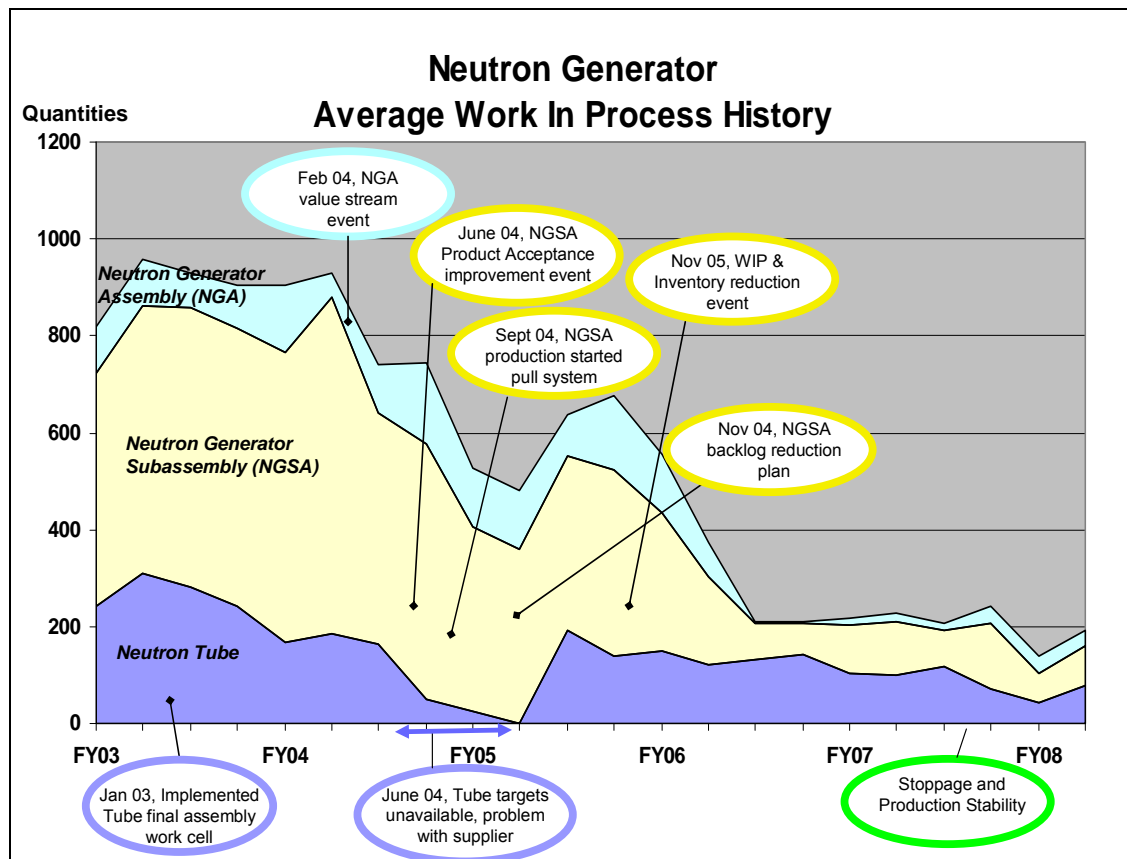 Neutron Generator
Average Work In Process History
Quantities
1200
1000
800
600
400
200
0
Feb 04, NGA
value stream
event
June 04, NGSA
Product Acceptance
improvement event
Nov 05, WIP &
Inventory reduction
event
Neutron Generator
Assembly (NGA)
Sept 04, NGSA
production started
pull system
Nov 04, NGSA
backlog reduction
plan
Neutron Generator
Subassembly (NGSA)
Neutron Tube
FY03
FY04
FY05
FY06
FY07
FY08
Jan 03, Implemented
Tube final assembly
work cell
June 04, Tube targets
unavailable, problem
with supplier
Stoppage and
Production Stability